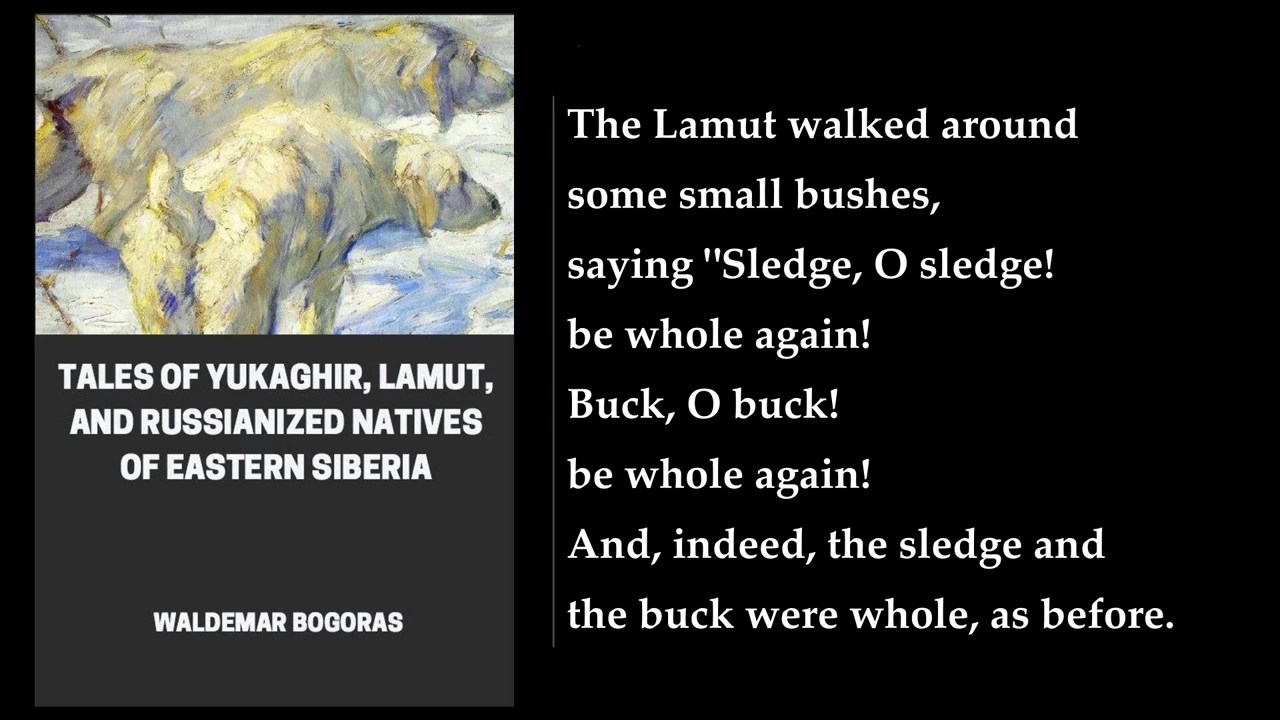 TALES OF YUKAGHIR, LAMUT,
AND RUSSIANIZED NATIVES
OF EASTERN SIBERIA
WALDEMAR BOGORAS
The Lamut walked around
some small bushes,
saying "Sledge, O sledge!
be whole again!
Buck, O buck!
be whole again!
And, indeed, the sledge and
the buck were whole, as before.